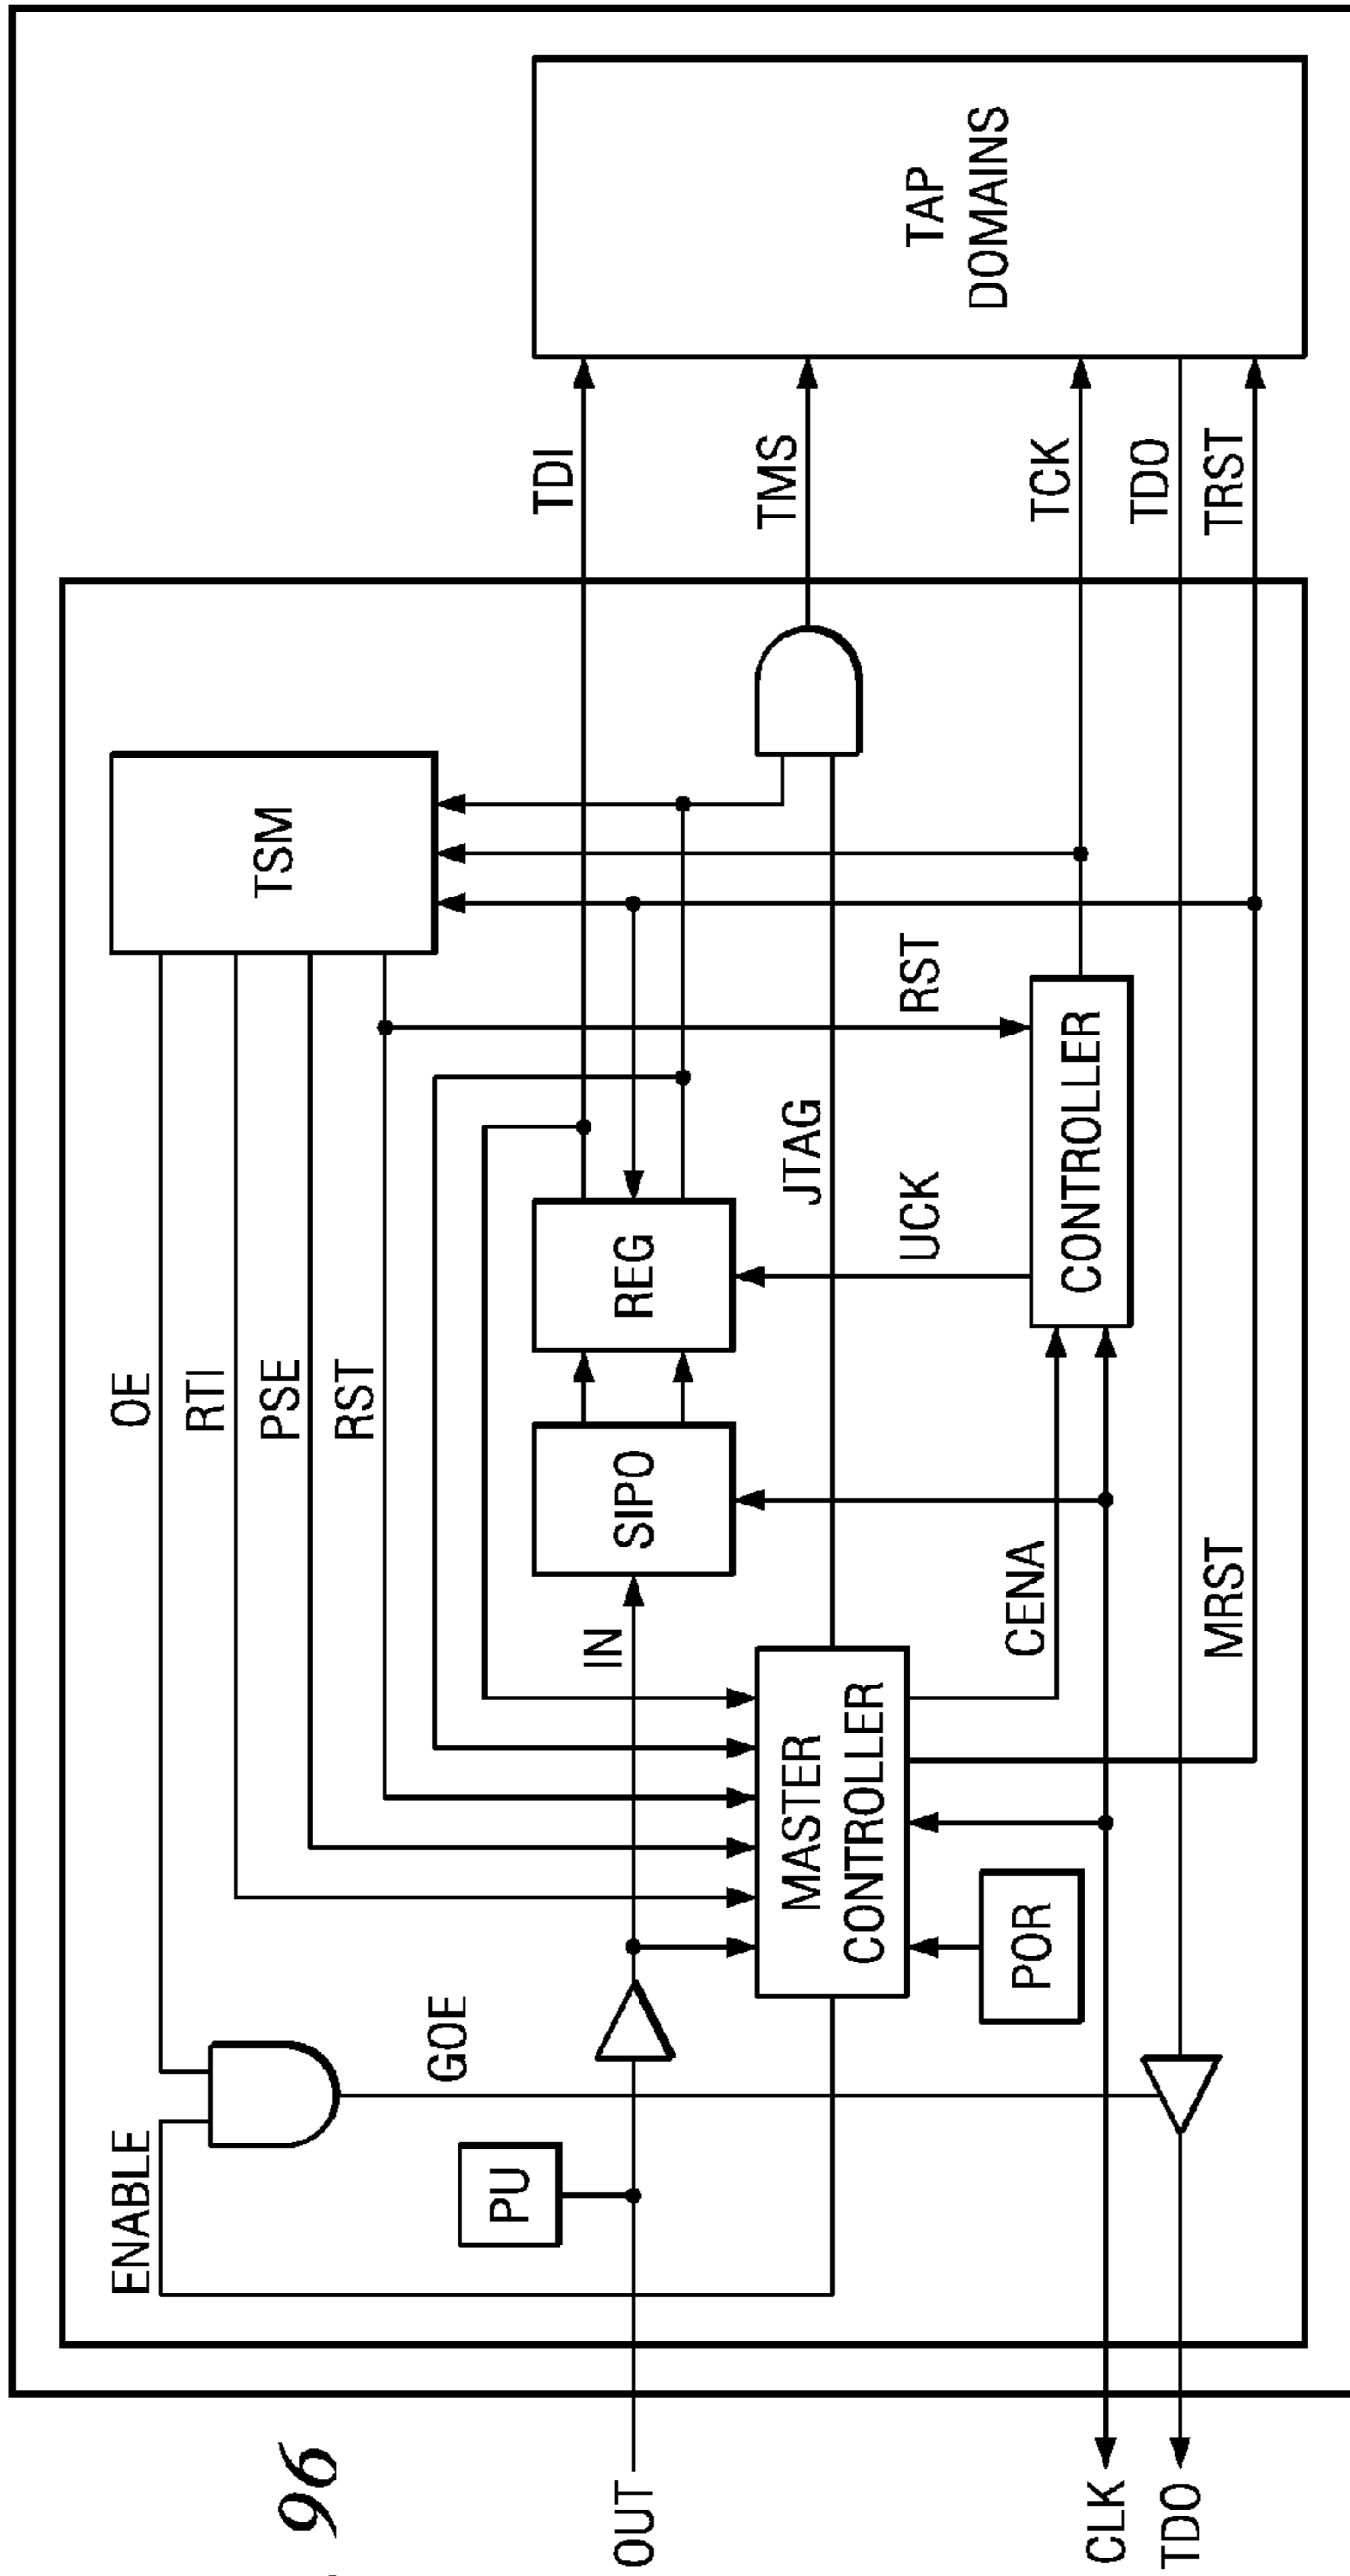 ENABLE
OE
RTI
PSE
RST
TSM
GOE
PU
IN
SIPO
REG
TDI
TAP
DOMAINS
OUT
MASTER
CONTROLLER
JTAG
UCK
RST
TMS
POR
CENA
CONTROLLER
TCK
CLK
TDO
MRST
TDO
TRST
96